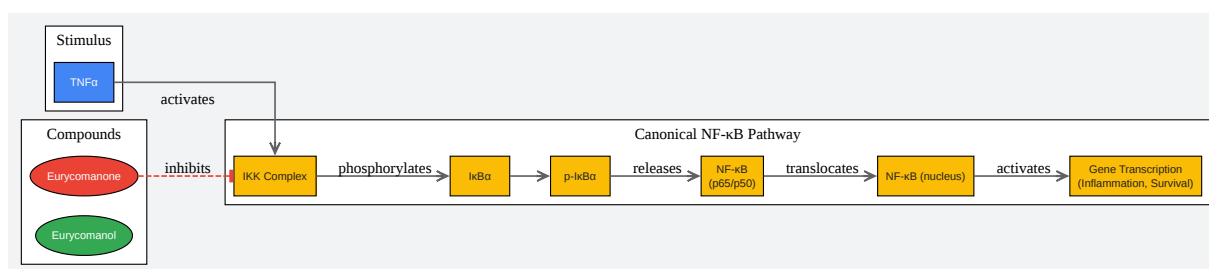 Stimulus
TNFα
activates
Compounds
Eurycomanone
Eurycomanol
inhibits
Canonical NF-κB Pathway
IKK Complex
phosphorylates
IκBα
p-IκBα
releases
NF-κB
(p65/p50)
translocates
NF-κB (nucleus)
activates
Gene Transcription
(Inflammation, Survival)